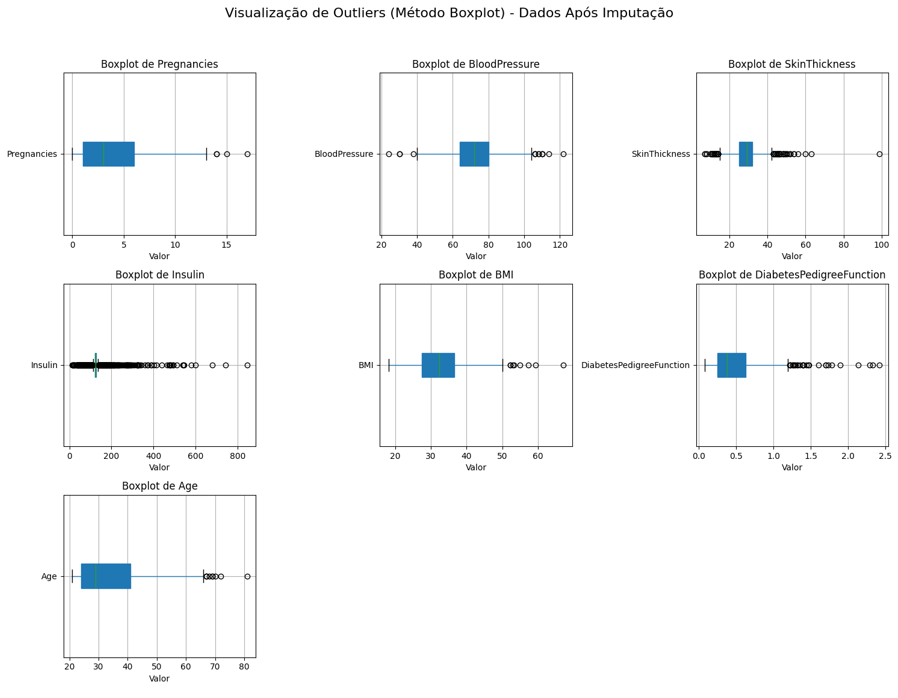 Visualização de Outliers (Método Boxplot) - Dados Após Imputação
Boxplot de Pregnancies
Pregnancies
0 5 10 15
Valor
Boxplot de BloodPressure
BloodPressure
20 40 60 80 100 120
Valor
Boxplot de SkinThickness
SkinThickness
20 40 60 80 100
Valor
Boxplot de Insulin
Insulin
0 200 400 600 800
Valor
Boxplot de BMI
BMI
20 30 40 50 60
Valor
Boxplot de DiabetesPedigreeFunction
DiabetesPedigreeFunction
0.0 0.5 1.0 1.5 2.0 2.5
Valor
Boxplot de Age
Age
20 30 40 50 60 70 80
Valor